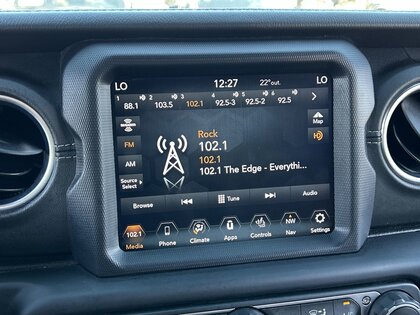 LO 12:27 22°out. LO
1 2 3 4 5 6
88.1 103.5 102.1 92.5-3 92.5-2 92.5
Rock
102.1
102.1
102.1 The Edge - Everythi...
FM
AM
Source
Select
Map
Browse Tune Audio
102.1 NW
Media Phone Climate Apps Controls Nav Settings